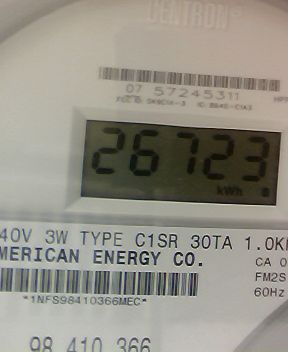 CENTRON®
07 57245311
26723
kWh
40V 3W TYPE C1SR 30TA 1.0K
MERICAN ENERGY CO.
CA 0
FM2S
60Hz
*1NFS98410366MEC*
98 410 366